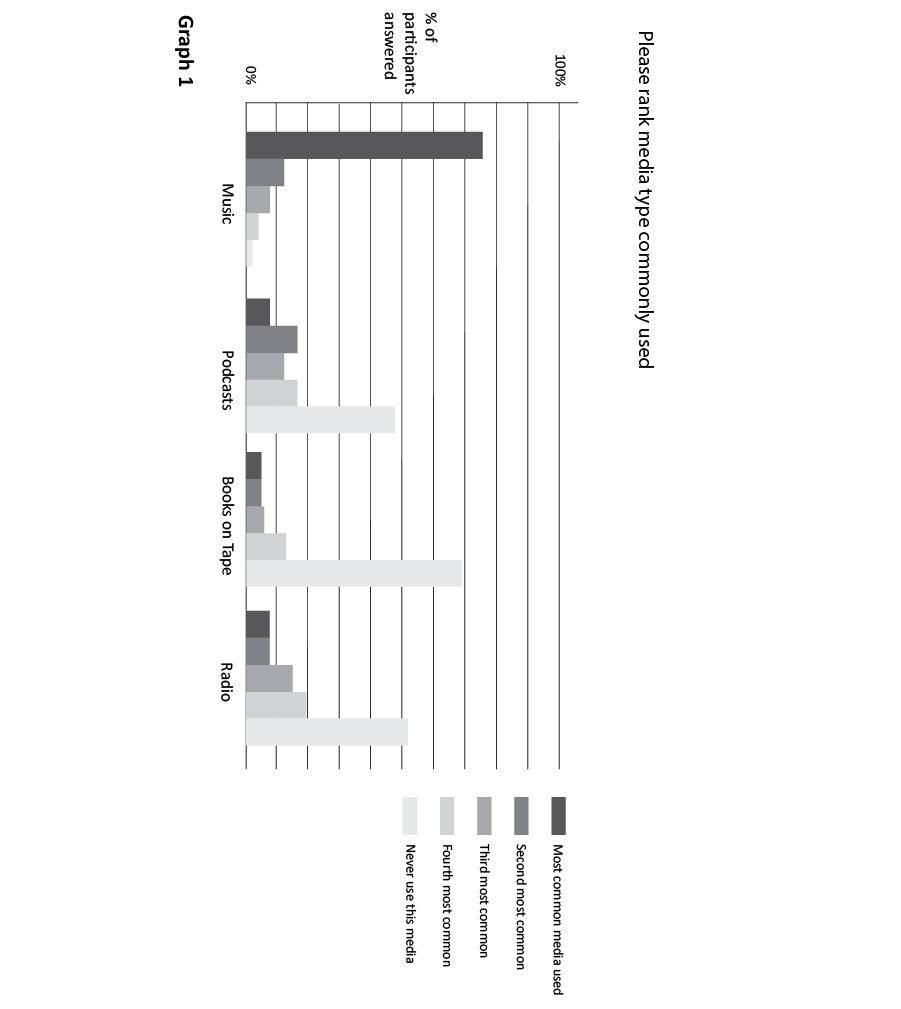 Please rank media type commonly used
100%
% of
participants
answered
0%
Music
Podcasts
Books on Tape
Radio
Most common media used
Second most common
Third most common
Fourth most common
Never use this media
Graph 1